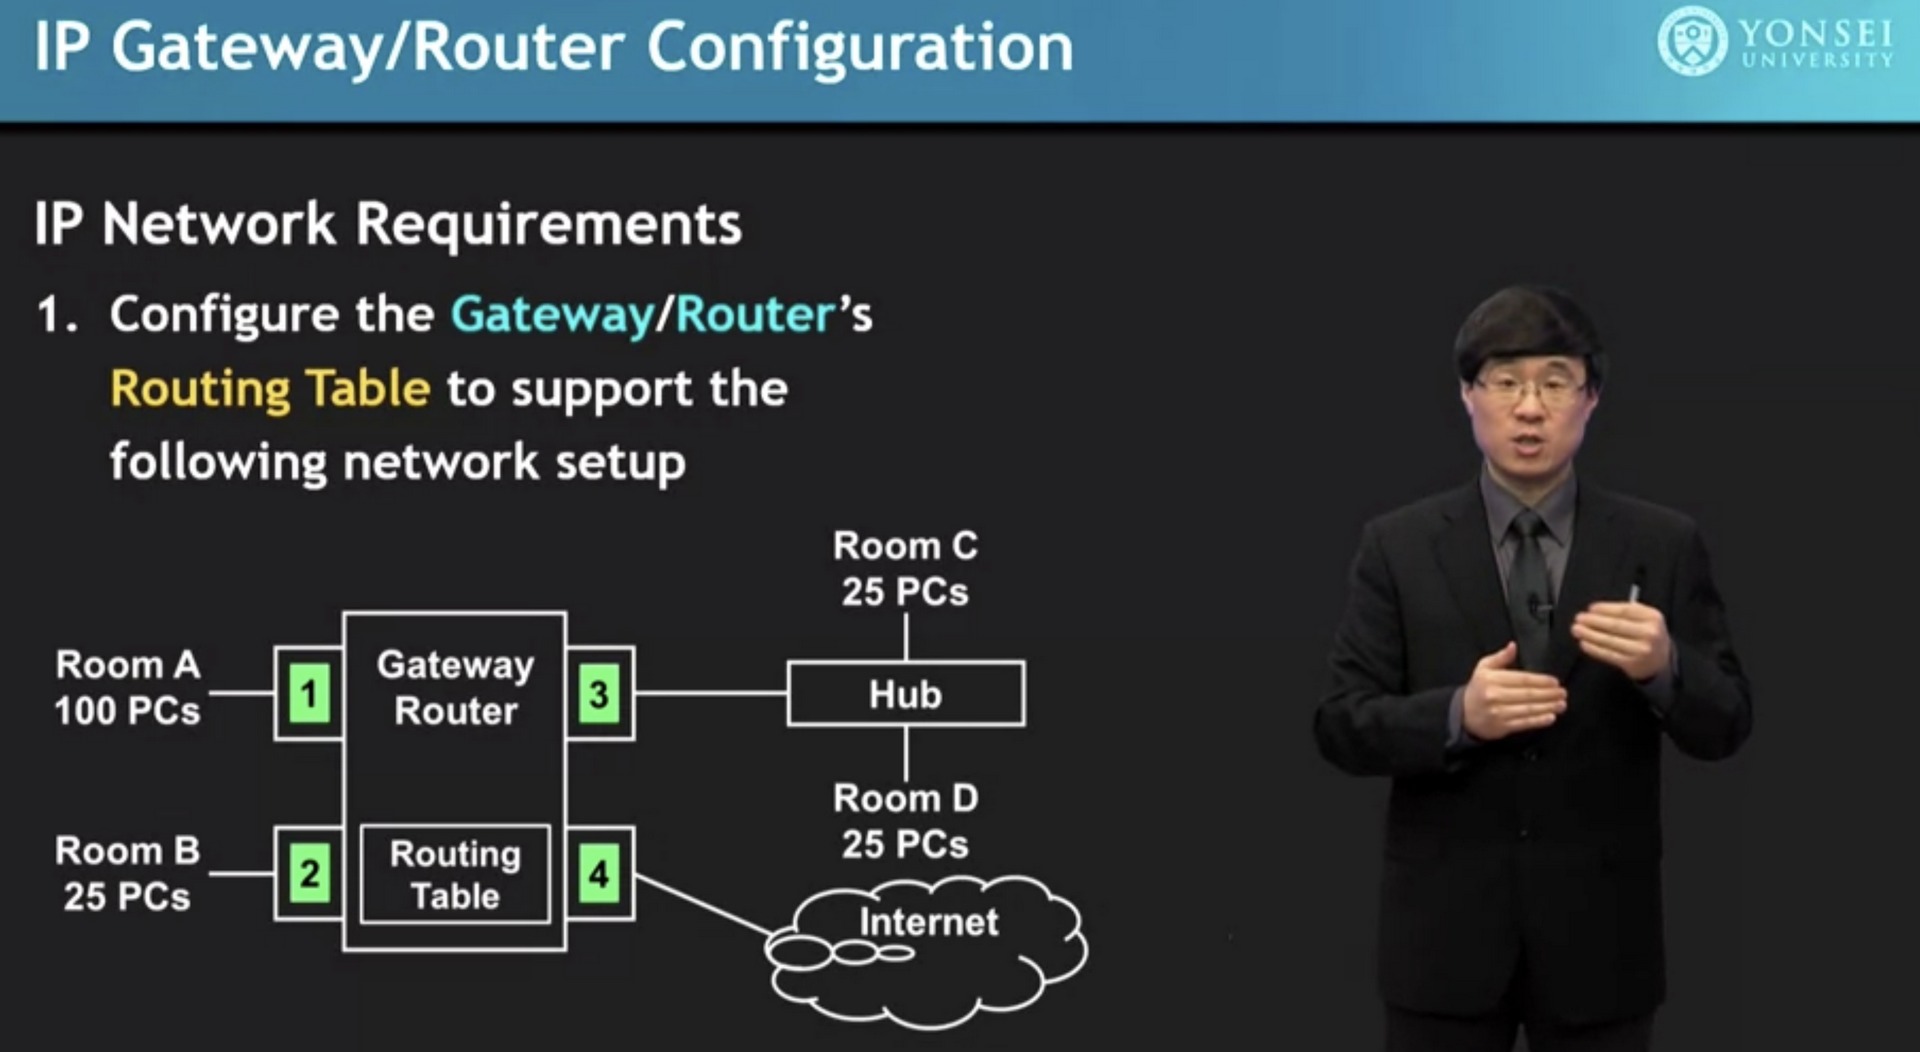 IP Gateway/Router Configuration
YONSEI
UNIVERSITY
IP Network Requirements
1. Configure the Gateway/Router's
Routing Table to support the
following network setup
Room C
25 PCs
Room A
100 PCs
1
Gateway
Router
3
Hub
Room B
25 PCs
2
Routing
Table
4
Room D
25 PCs
Internet